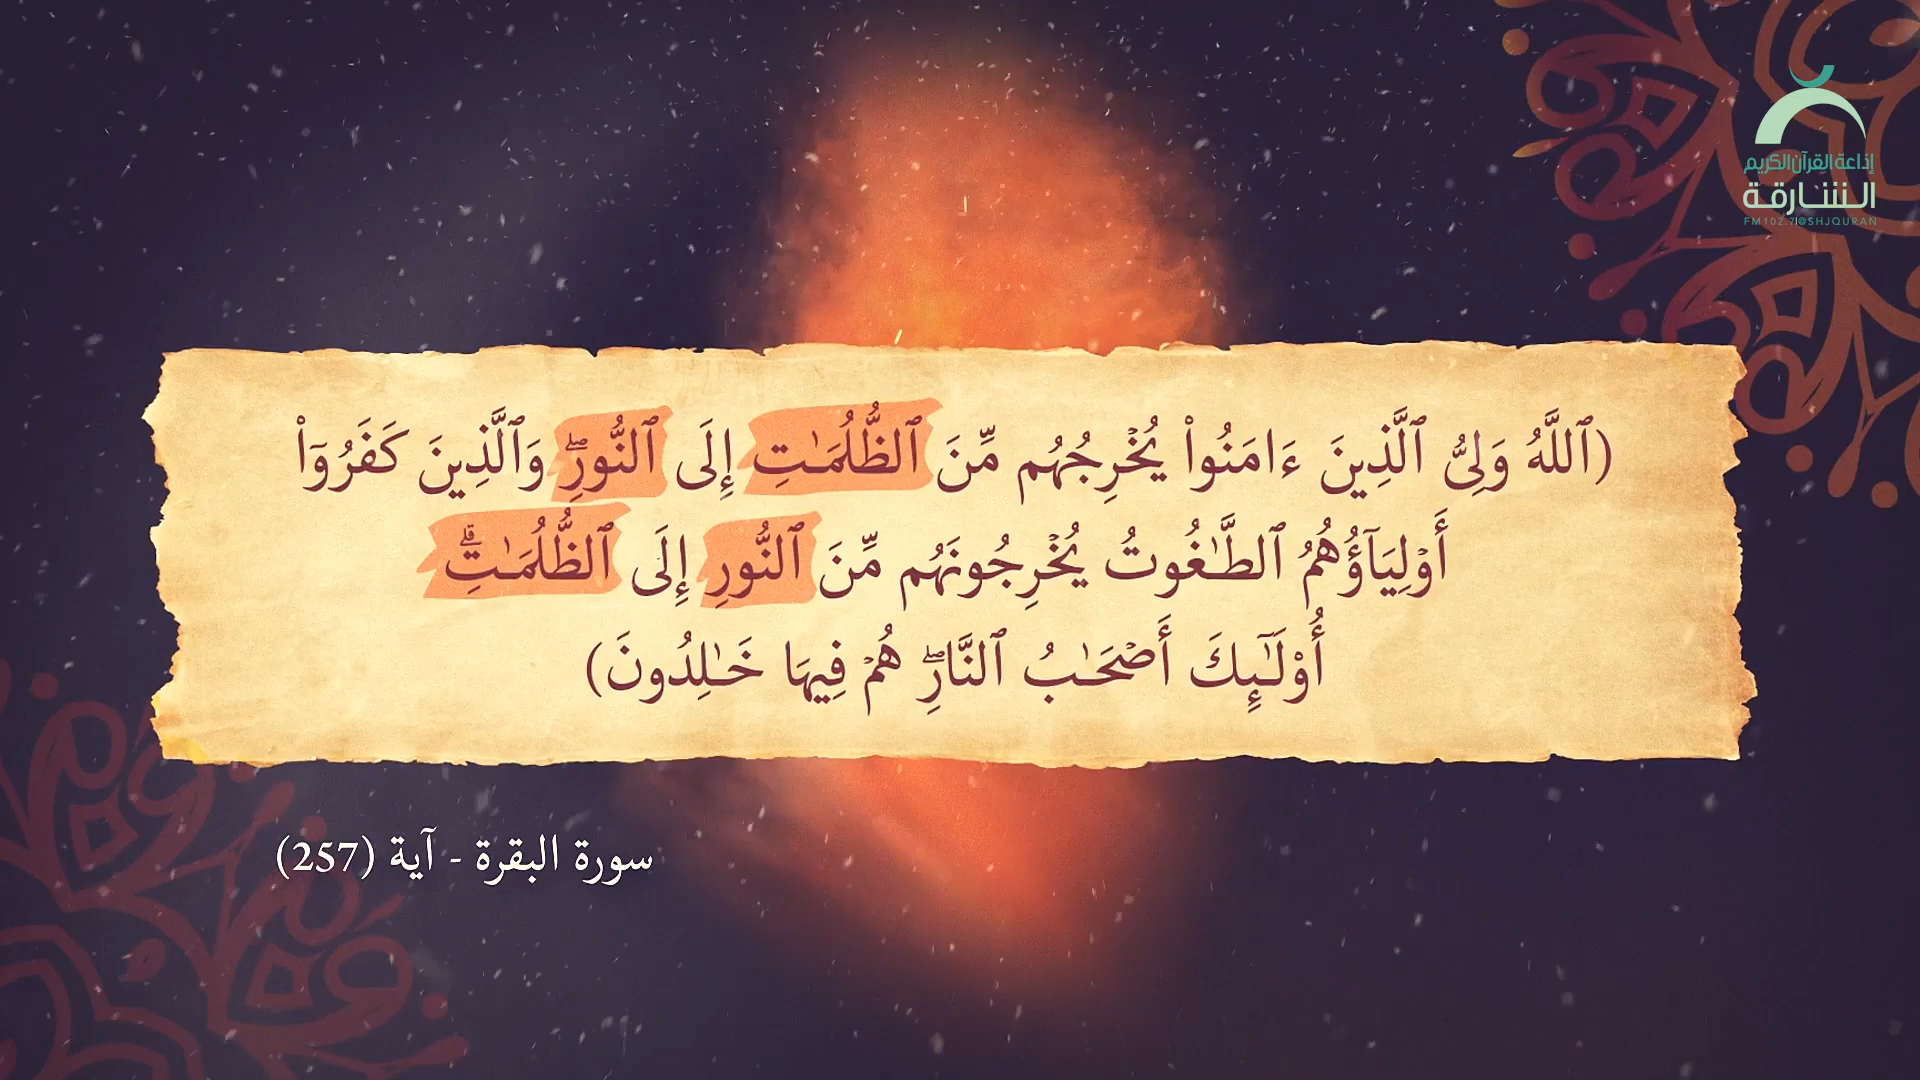 إذاعة القرآن الكريم
الشارقة
FM102.7|@SHJQURAN
(ٱللَّهُ وَلِىُّ ٱلَّذِينَ ءَامَنُوا۟ يُخْرِجُهُم مِّنَ ٱلظُّلُمَـٰتِ إِلَى ٱلنُّورِۖ وَٱلَّذِينَ كَفَرُوٓا۟
أَوْلِيَآؤُهُمُ ٱلطَّـٰغُوتُ يُخْرِجُونَهُم مِّنَ ٱلنُّورِ إِلَى ٱلظُّلُمَـٰتِۗ
أُو۟لَـٰٓئِكَ أَصْحَـٰبُ ٱلنَّارِۖ هُمْ فِيهَا خَـٰلِدُونَ)
سورة البقرة - آية (257)